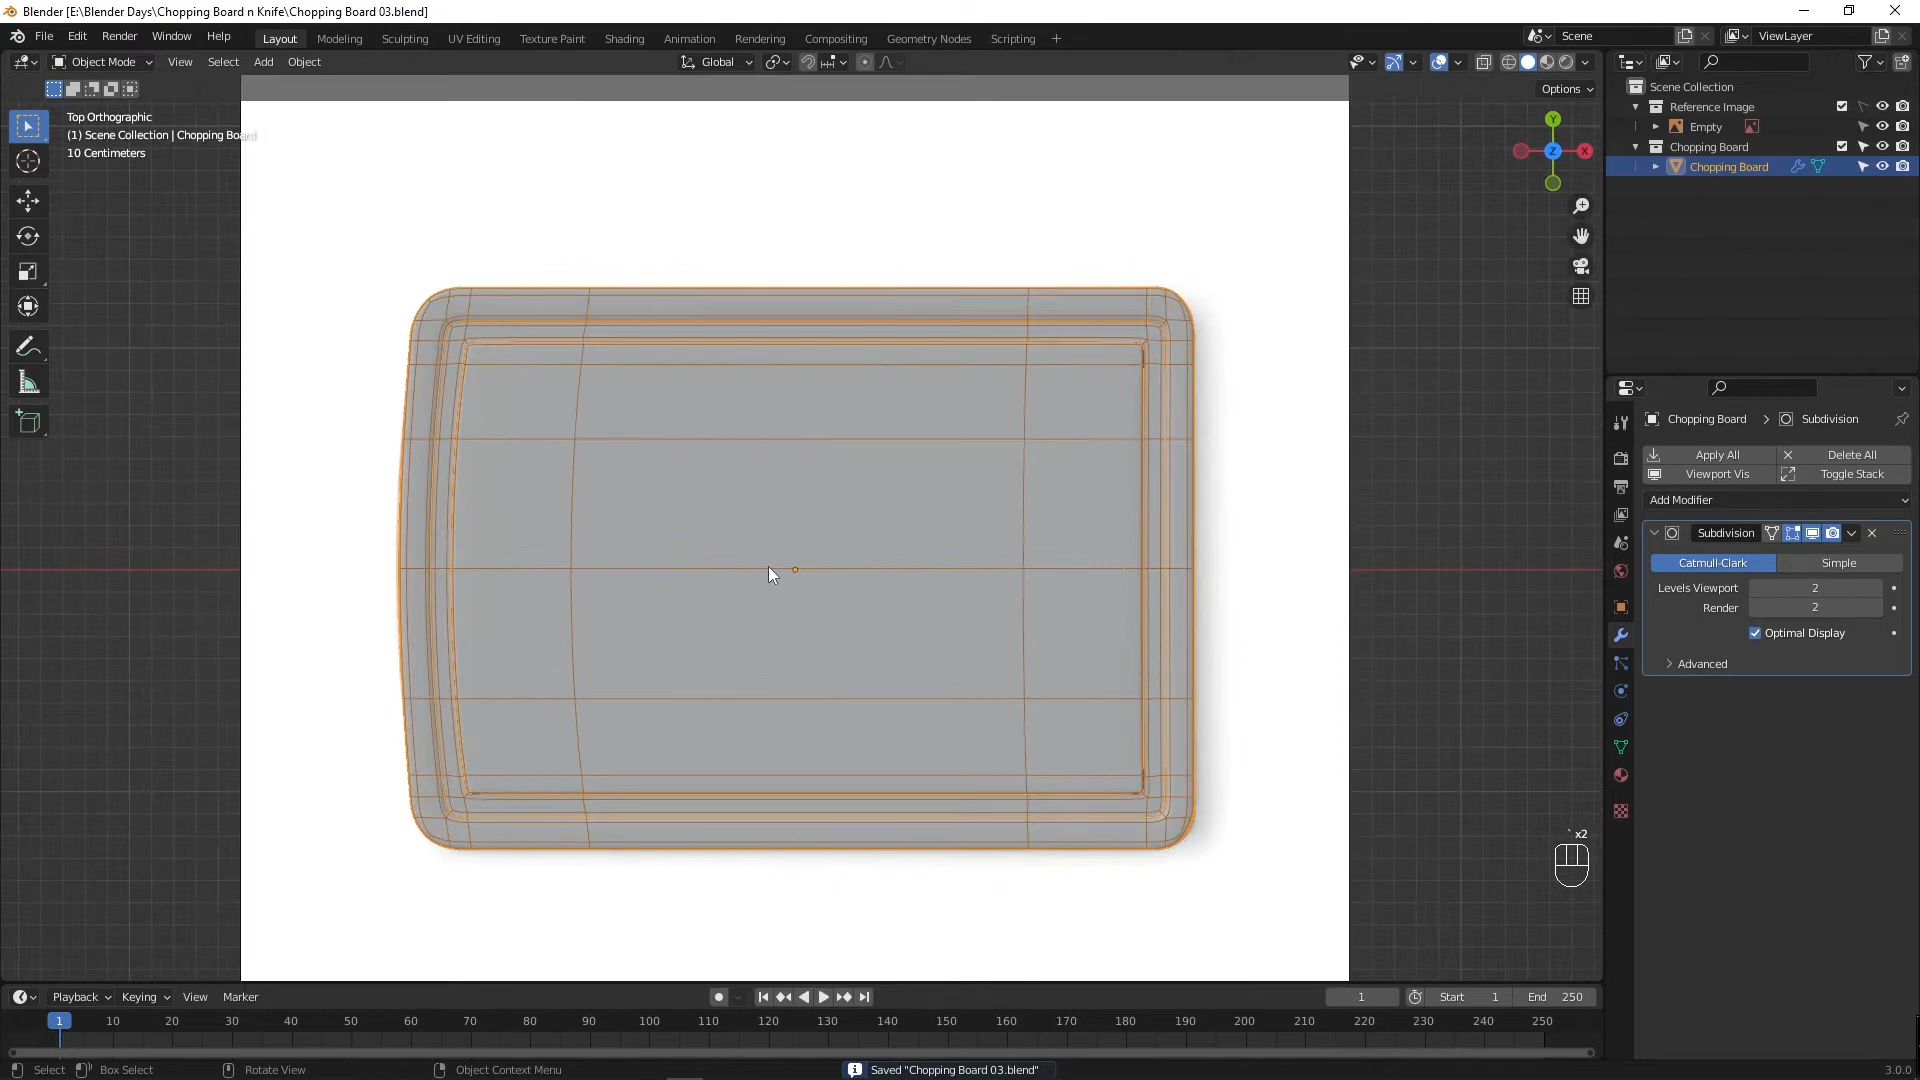 Blender [E:\Blender Days\Chopping Board n Knife\Chopping Board 03.blend]
File Edit Render Window Help Layout Modeling Sculpting UV Editing Texture Paint Shading Animation Rendering Compositing Geometry Nodes Scripting + Scene ViewLayer
Object Mode View Select Add Object Global
Options
Top Orthographic
(1) Scene Collection | Chopping Board
10 Centimeters
Y
Z
X
Scene Collection
Reference Image
Empty
Chopping Board
Chopping Board
Chopping Board > Subdivision
Apply All Delete All
Viewport Vis Toggle Stack
Add Modifier
Subdivision
Catmull-Clark Simple
Levels Viewport 2
Render 2
Optimal Display
Advanced
` x2
Playback Keying View Marker 1 Start 1 End 250
1 10 20 30 40 50 60 70 80 90 100 110 120 130 140 150 160 170 180 190 200 210 220 230 240 250
Select Box Select Rotate View Object Context Menu Saved "Chopping Board 03.blend" 3.0.0